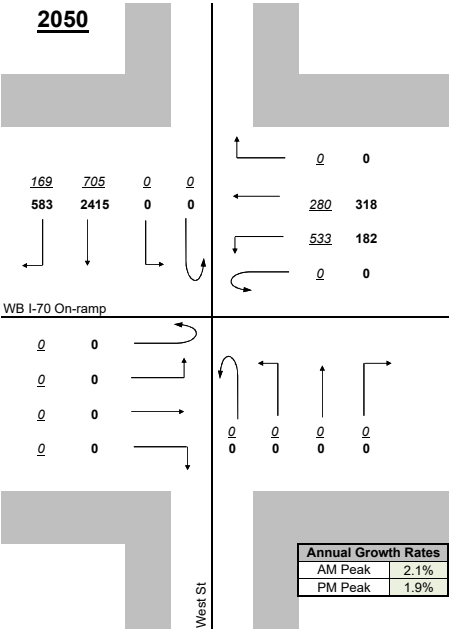 2050
0 0
169 705 0 0
583 2415 0 0
280 318
533 182
0 0
WB I-70 On-ramp
0 0
0 0
0 0
0 0
0 0 0 0
0 0 0 0
Annual Growth Rates
AM Peak 2.1%
PM Peak 1.9%
West St